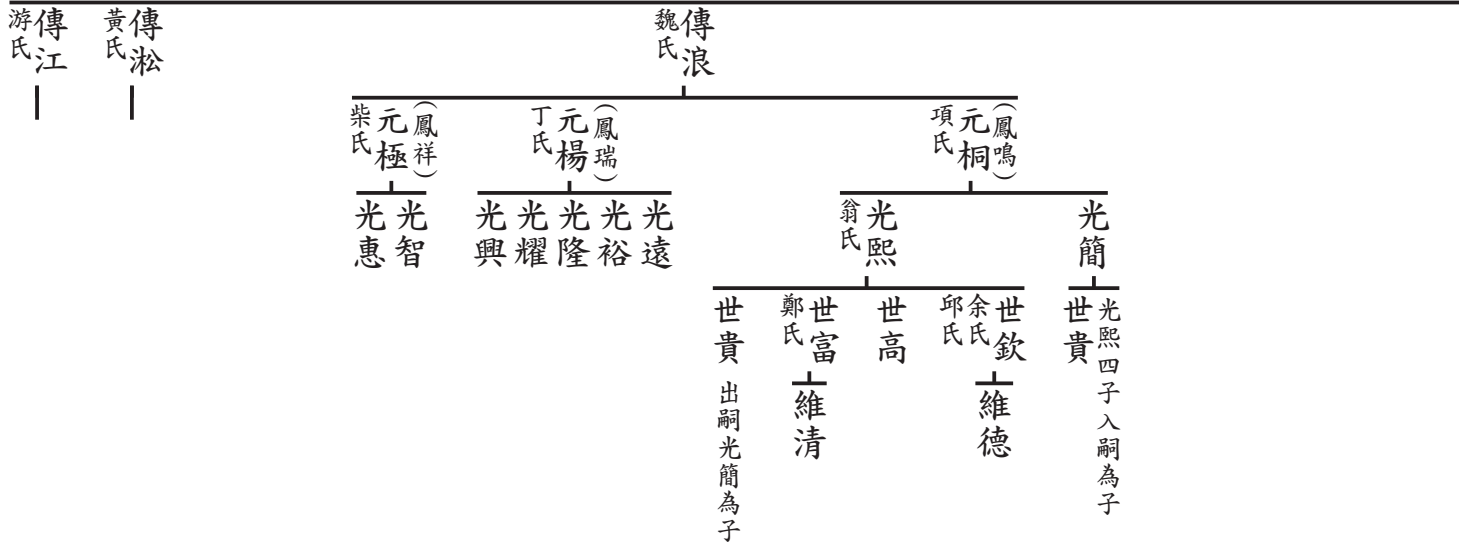 傳浪
魏氏
傳淞
黃氏
傳江
游氏
(鳳鳴)
元桐
項氏
(鳳瑞)
元楊
丁氏
(鳳祥)
元極
柴氏
光簡
光熙
翁氏
光遠
光裕
光隆
光耀
光興
光智
光惠
光熙四子入嗣為子
世貴
世欽
余氏
邱氏
世高
世富
鄭氏
世貴 出嗣光簡為子
維德
維清